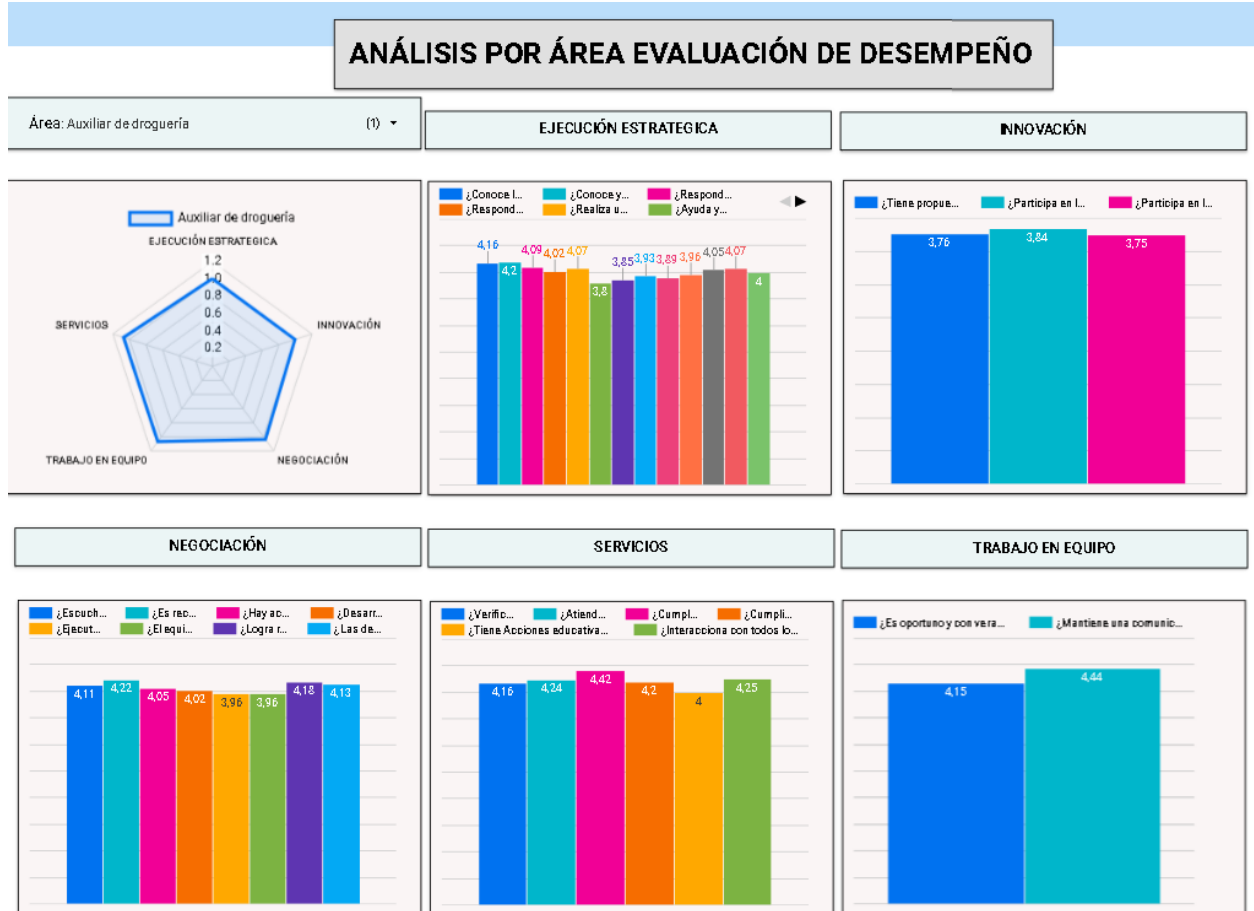 ANÁLISIS POR ÁREA EVALUACIÓN DE DESEMPEÑO
Área: Auxiliar de droguería (1)
EJECUCIÓN ESTRATEGICA
INNOVACIÓN
Auxiliar de droguería
EJECUCIÓN ESTRATEGICA
1.2
1.0
0.8
0.6
0.4
0.2
SERVICIOS
INNOVACIÓN
TRABAJO EN EQUIPO
NEGOCIACIÓN
¿Conoce l... ¿Conoce y... ¿Respond...
¿Respond... ¿Realiza u... ¿Ayuda y...
4,16 4,2 4,09 4,02 4,07 3,8 3,85 3,93 3,89 3,96 4,05 4,07 4
¿Tiene propue... ¿Participa en l... ¿Participa en l...
3,76 3,84 3,75
NEGOCIACIÓN
SERVICIOS
TRABAJO EN EQUIPO
¿Escuch... ¿Es rec... ¿Hay ac... ¿Desarr...
¿Ejecut... ¿El equi... ¿Logra r... ¿Las de...
4,11 4,22 4,05 4,02 3,96 3,96 4,18 4,13
¿Verific... ¿Atiend... ¿Cumpl... ¿Cumpli...
¿Tiene Acciones educativa... ¿Interacciona con todos lo...
4,16 4,24 4,42 4,2 4 4,25
¿Es oportuno y con vera... ¿Mantiene una comunic...
4,15 4,44